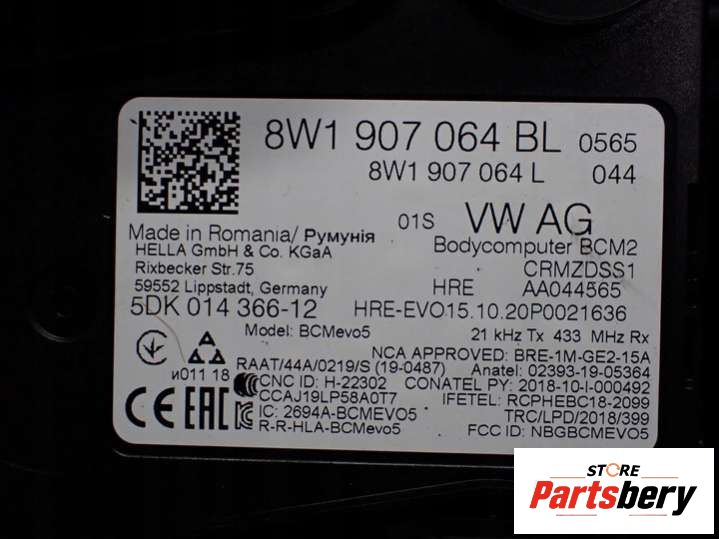 8W1 907 064 BL 0565
8W1 907 064 L 044
01S VW AG
Made in Romania/ Румунія
Bodycomputer BCM2
HELLA GmbH & Co. KGaA
CRMZDSS1
Rixbecker Str.75
HRE AA044565
59552 Lippstadt, Germany
5DK 014 366-12 HRE-EVO15.10.20P0021636
Model: BCMevo5 21 kHz Tx 433 MHz Rx
NCA APPROVED: BRE-1M-GE2-15A
RAAT/44A/0219/S (19-0487) Anatel: 02393-19-05364
и011 18
CNC ID: H-22302 CONATEL PY: 2018-10-I-000492
CCAJ19LP58A0T7 IFETEL: RCPHEBC18-2099
CE EAC
IC: 2694A-BCMEVO5 TRC/LPD/2018/399
R-R-HLA-BCMevo5 FCC ID: NBGBCMEVO5
STORE
Partsbery